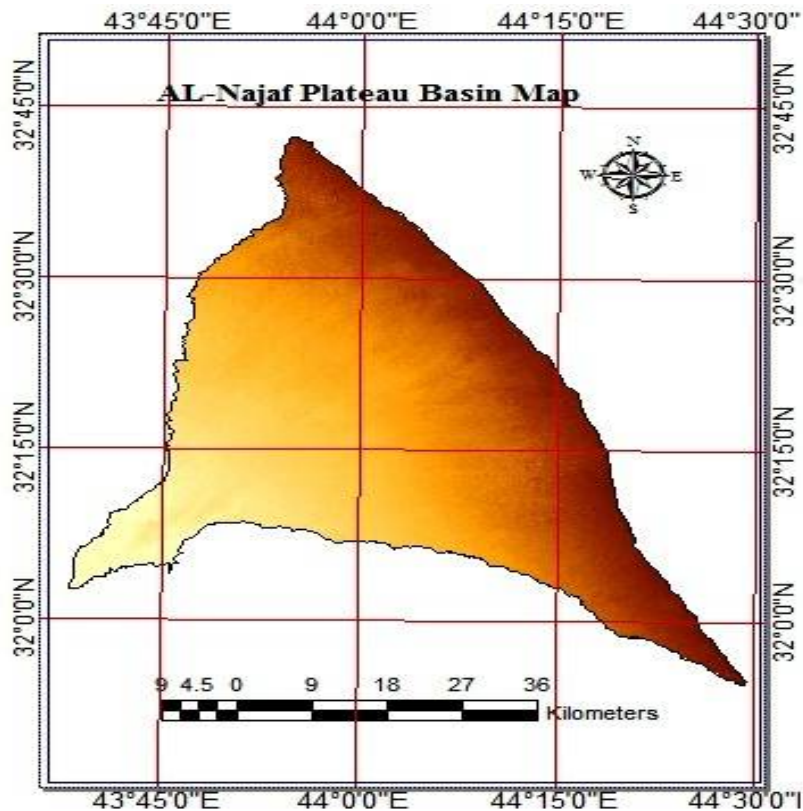 43°45'0"E 44°0'0"E 44°15'0"E 44°30'0"E
AL-Najaf Plateau Basin Map
N
W E
S
32°45'0"N 32°45'0"N
32°30'0"N 32°30'0"N
32°15'0"N 32°15'0"N
32°0'0"N 32°0'0"N
9 4.5 0 9 18 27 36
Kilometers
43°45'0"E 44°0'0"E 44°15'0"E 44°30'0"E